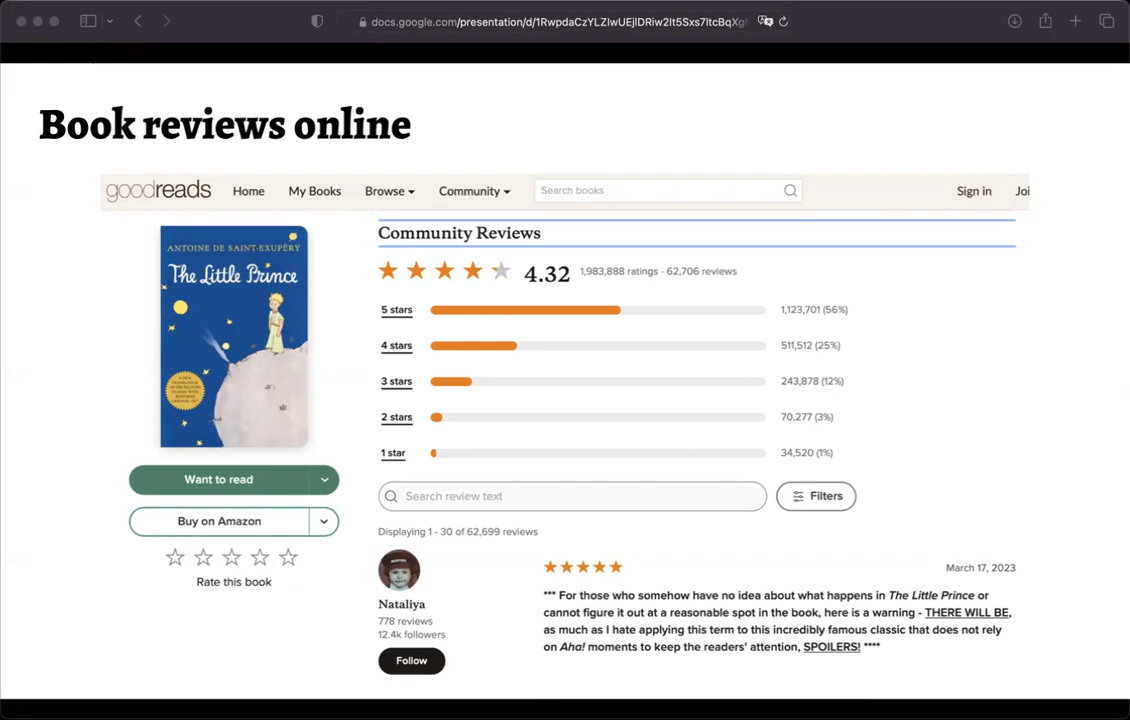 docs.google.com/presentation/d/
Book reviews online
goodreads Home My Books Browse Community Search books Sign in Joi
ANTOINE DE SAINT-EXUPÉRY
The Little Prince
Want to read
Buy on Amazon
Rate this book
Community Reviews
4.32 1,983,888 ratings · 62,706 reviews
5 stars 1,123,701 (56%)
4 stars 511,512 (25%)
3 stars 243,878 (12%)
2 stars 70,277 (3%)
1 star 34,520 (1%)
Search review text Filters
Displaying 1 - 30 of 62,699 reviews
Nataliya
778 reviews
12.4k followers
Follow
March 17, 2023
*** For those who somehow have no idea about what happens in The Little Prince or
cannot figure it out at a reasonable spot in the book, here is a warning - THERE WILL BE,
as much as I hate applying this term to this incredibly famous classic that does not rely
on Aha! moments to keep the readers' attention, SPOILERS! ****